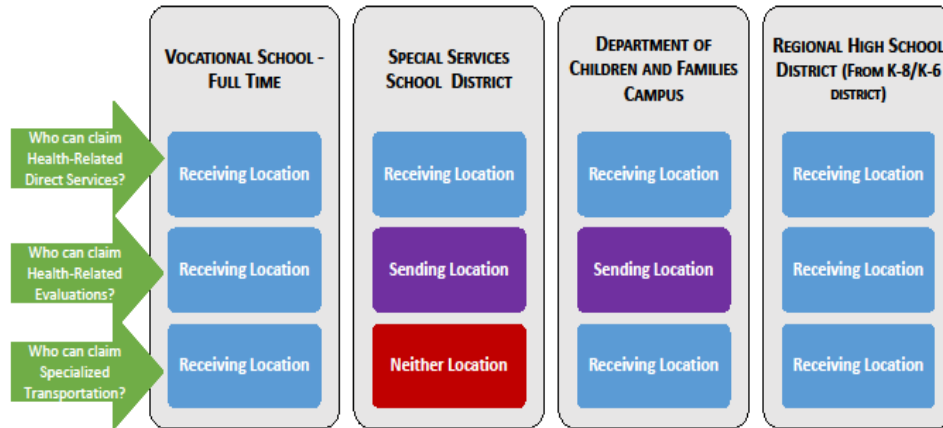 VOCATIONAL SCHOOL -
FULL TIME
SPECIAL SERVICES
SCHOOL DISTRICT
DEPARTMENT OF
CHILDREN AND FAMILIES
CAMPUS
REGIONAL HIGH SCHOOL
DISTRICT (FROM K-8/K-6
DISTRICT)
Who can claim
Health-Related
Direct Services?
Receiving Location
Receiving Location
Receiving Location
Receiving Location
Who can claim
Health-Related
Evaluations?
Receiving Location
Sending Location
Sending Location
Receiving Location
Who can claim
Specialized
Transportation?
Receiving Location
Neither Location
Receiving Location
Receiving Location